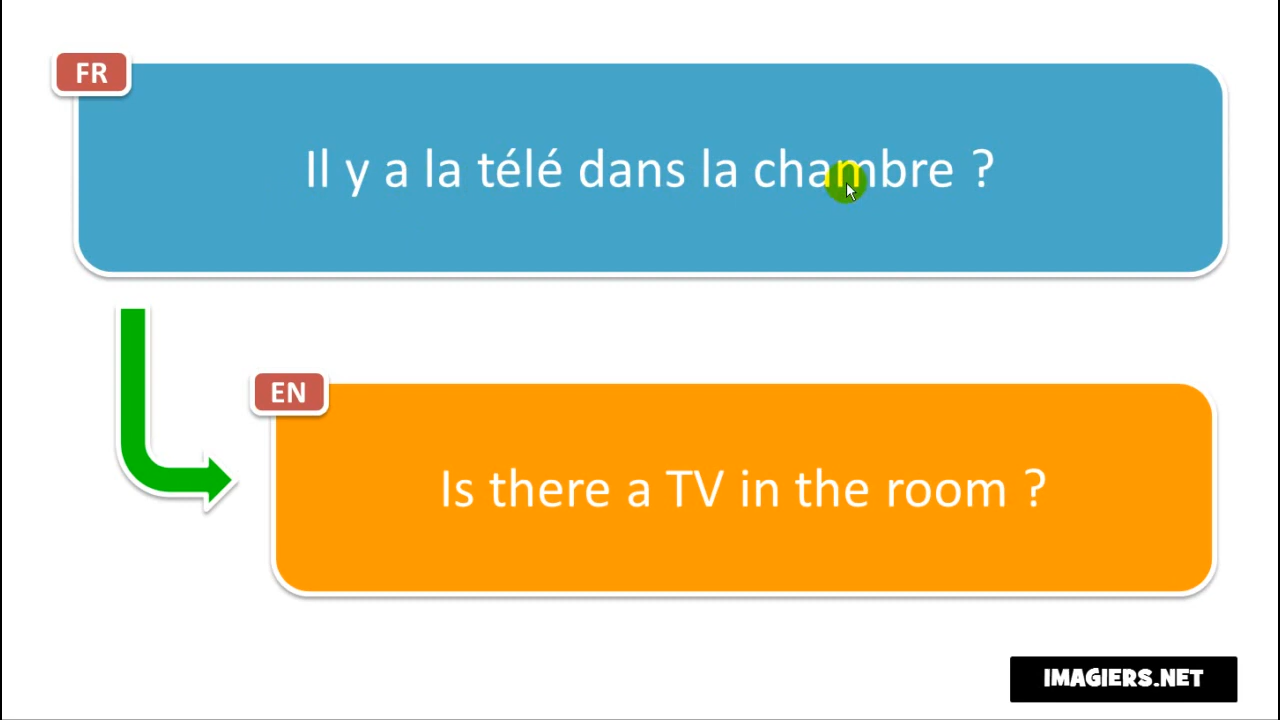 FR
Il y a la télé dans la chambre ?
EN
Is there a TV in the room ?
IMAGIERS.NET